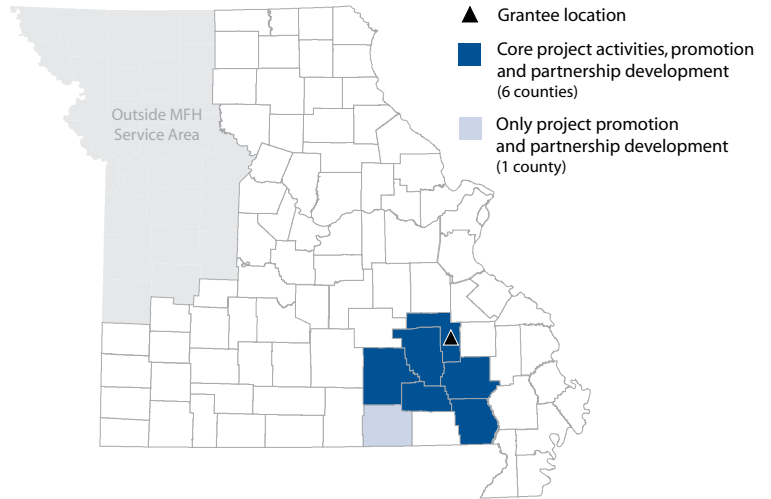 Grantee location
Core project activities, promotion
and partnership development
(6 counties)
Only project promotion
and partnership development
(1 county)
Outside MFH
Service Area